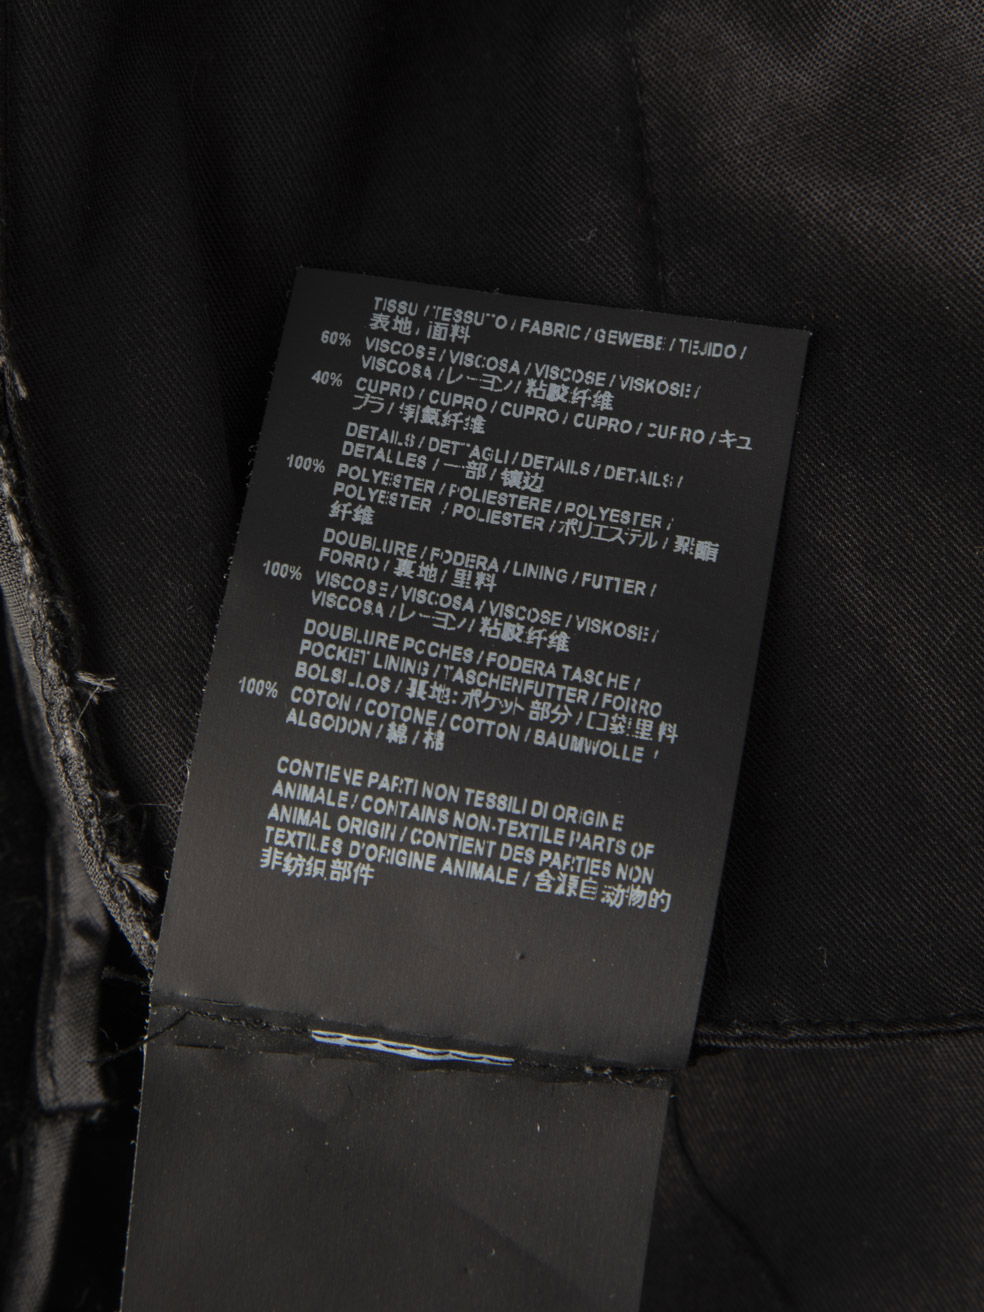 TISSU / TESSUTO / FABRIC / GEWEBE / TEJIDO /
表地 / 面料
60% VISCOSE / VISCOSA / VISCOSE / VISKOSE /
VISCOSA / レーヨン / 粘胶纤维
40% CUPRO / CUPRO / CUPRO / CUPRO / CUPRO / キュ
プラ / 铜氨纤维
DETAILS / DETTAGLI / DETAILS / DETAILS /
DETALLES / 一部 / 镶边
100% POLYESTER / POLIESTERE / POLYESTER /
POLYESTER / POLIESTER / ポリエステル / 聚酯
纤维
DOUBLURE / FODERA / LINING / FUTTER /
FORRO / 裏地 / 里料
100% VISCOSE / VISCOSA / VISCOSE / VISKOSE /
VISCOSA / レーヨン / 粘胶纤维
DOUBLURE POCHES / FODERA TASCHE /
POCKET LINING / TASCHENFUTTER / FORRO
BOLSILLOS / 裏地:ポケット部分 / 口袋里料
100% COTON / COTONE / COTTON / BAUMWOLLE /
ALGODON / 綿 / 棉
CONTIENE PARTI NON TESSILI DI ORIGINE
ANIMALE / CONTAINS NON-TEXTILE PARTS OF
ANIMAL ORIGIN / CONTIENT DES PARTIES NON
TEXTILES D'ORIGINE ANIMALE / 含源自动物的
非纺织部件